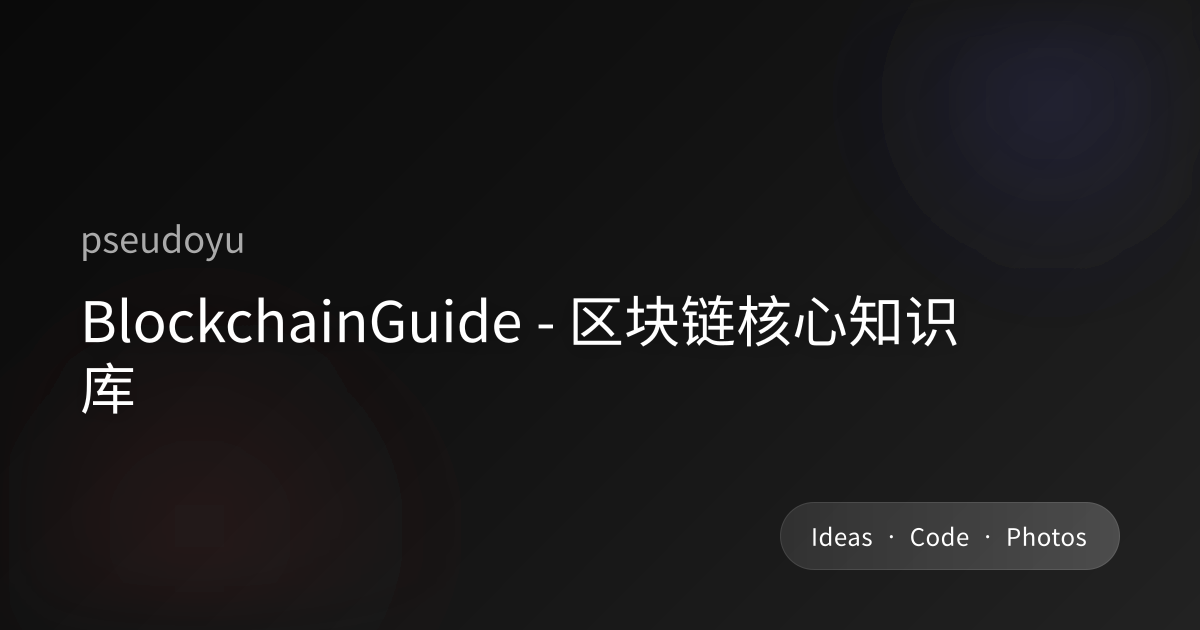 pseudoyu
BlockchainGuide - 区块链核心知识
库
Ideas · Code · Photos